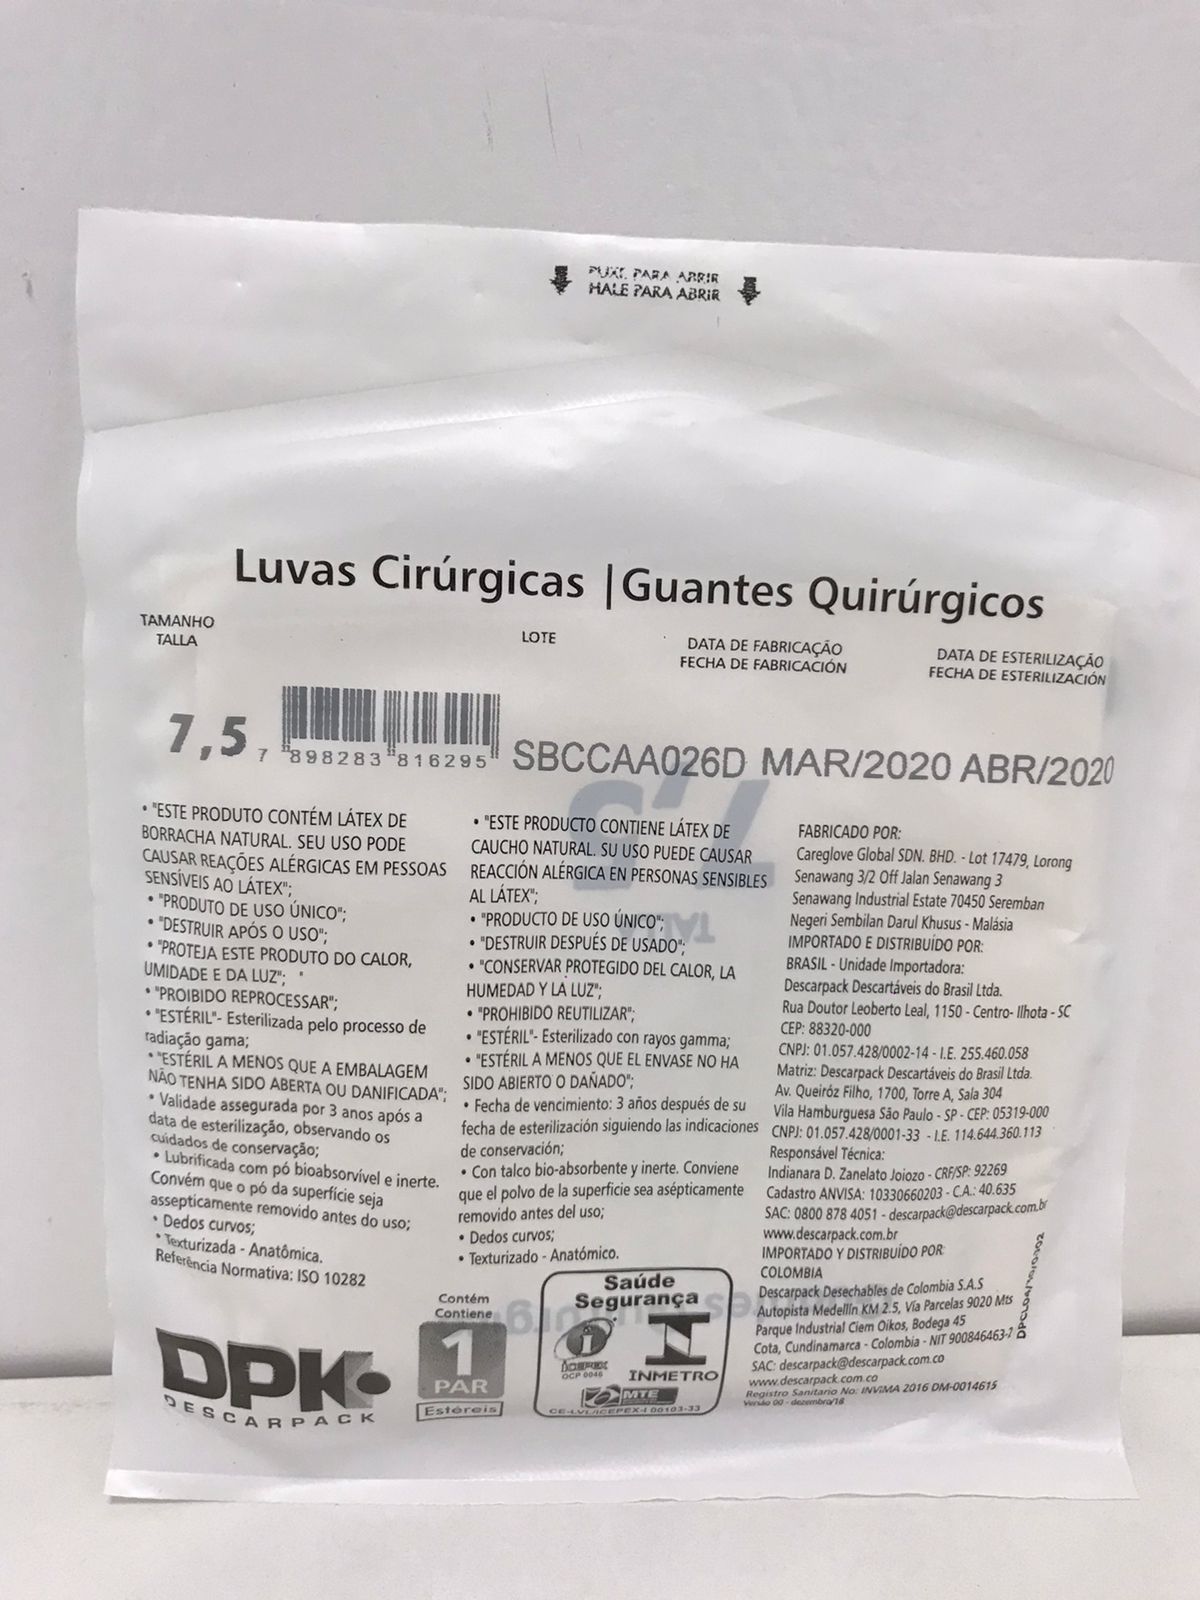 PUXE PARA ABRIR
HALE PARA ABRIR
Luvas Cirúrgicas | Guantes Quirúrgicos
TAMANHO
TALLA
LOTE
DATA DE FABRICAÇÃO
FECHA DE FABRICACIÓN
DATA DE ESTERILIZAÇÃO
FECHA DE ESTERILIZACIÓN
7,5
7 898283 816295
SBCCAA026D MAR/2020 ABR/2020
• "ESTE PRODUTO CONTÉM LÁTEX DE
BORRACHA NATURAL. SEU USO PODE
CAUSAR REAÇÕES ALÉRGICAS EM PESSOAS
SENSÍVEIS AO LÁTEX";
• "PRODUTO DE USO ÚNICO";
• "DESTRUIR APÓS O USO";
• "PROTEJA ESTE PRODUTO DO CALOR,
UMIDADE E DA LUZ";
• "PROIBIDO REPROCESSAR";
• "ESTÉRIL"- Esterilizada pelo processo de
radiação gama;
• "ESTÉRIL A MENOS QUE A EMBALAGEM
NÃO TENHA SIDO ABERTA OU DANIFICADA";
• Validade assegurada por 3 anos após a
data de esterilização, observando os
cuidados de conservação;
• Lubrificada com pó bioabsorvível e inerte.
Convém que o pó da superfície seja
assepticamente removido antes do uso;
• Dedos curvos;
• Texturizada - Anatômica.
Referência Normativa: ISO 10282
• "ESTE PRODUCTO CONTIENE LÁTEX DE
CAUCHO NATURAL. SU USO PUEDE CAUSAR
REACCIÓN ALÉRGICA EN PERSONAS SENSIBLES
AL LÁTEX";
• "PRODUCTO DE USO ÚNICO";
• "DESTRUIR DESPUÉS DE USADO";
• "CONSERVAR PROTEGIDO DEL CALOR, LA
HUMEDAD Y LA LUZ";
• "PROHIBIDO REUTILIZAR";
• "ESTÉRIL"- Esterilizado con rayos gamma;
• "ESTÉRIL A MENOS QUE EL ENVASE NO HA
SIDO ABIERTO O DAÑADO";
• Fecha de vencimiento: 3 años después de su
fecha de esterilización siguiendo las indicaciones
de conservación;
• Con talco bio-absorbente y inerte. Conviene
que el polvo de la superficie sea asépticamente
removido antes del uso;
• Dedos curvos;
• Texturizado - Anatómico.
FABRICADO POR:
Careglove Global SDN. BHD. - Lot 17479, Lorong
Senawang 3/2 Off Jalan Senawang 3
Senawang Industrial Estate 70450 Seremban
Negeri Sembilan Darul Khusus - Malásia
IMPORTADO E DISTRIBUÍDO POR:
BRASIL - Unidade Importadora:
Descarpack Descartáveis do Brasil Ltda.
Rua Doutor Leoberto Leal, 1150 - Centro- Ilhota - SC
CEP: 88320-000
CNPJ: 01.057.428/0002-14 - I.E. 255.460.058
Matriz: Descarpack Descartáveis do Brasil Ltda.
Av. Queiróz Filho, 1700, Torre A, Sala 304
Vila Hamburguesa São Paulo - SP - CEP: 05319-000
CNPJ: 01.057.428/0001-33 - I.E. 114.644.360.113
Responsável Técnica:
Indianara D. Zanelato Joiozo - CRF/SP: 92269
Cadastro ANVISA: 10330660203 - C.A.: 40.635
SAC: 0800 878 4051 - descarpack@descarpack.com.br
www.descarpack.com.br
IMPORTADO Y DISTRIBUÍDO POR
COLOMBIA
Descarpack Desechables de Colombia S.A.S
Autopista Medellín KM 2.5, Vía Parcelas 9020 Mts
Parque Industrial Ciem Oikos, Bodega 45
Cota, Cundinamarca - Colombia - NIT 900846463-7
SAC: descarpack@descarpack.com.co
www.descarpack.com.co
Registro Sanitario No: INVIMA 2016 DM-0014615
Versão 00 - dezembro/18
DPK
DESCARPACK
Contém
Contiene
1
PAR
Estéreis
Saúde
Segurança
ICEPEX
OCP 0046
INMETRO
MTE
CE-LVL/ICEPEX-I 00103-33